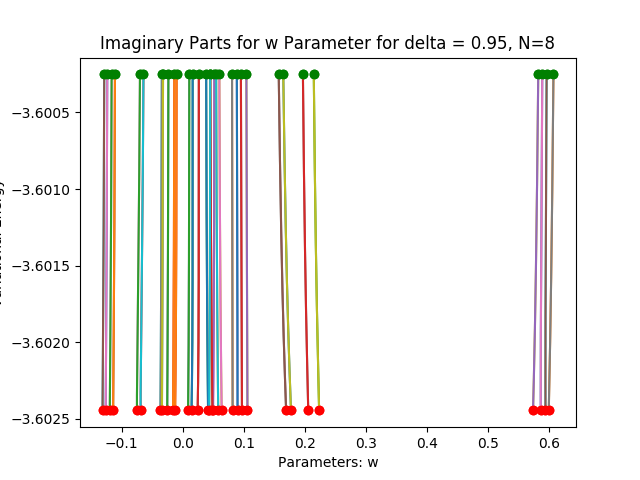 Imaginary Parts for w Parameter for delta = 0.95, N=8
−3.6005
−3.6010
−3.6015
−3.6020
−3.6025
−0.1 0.0 0.1 0.2 0.3 0.4 0.5 0.6
Parameters: w